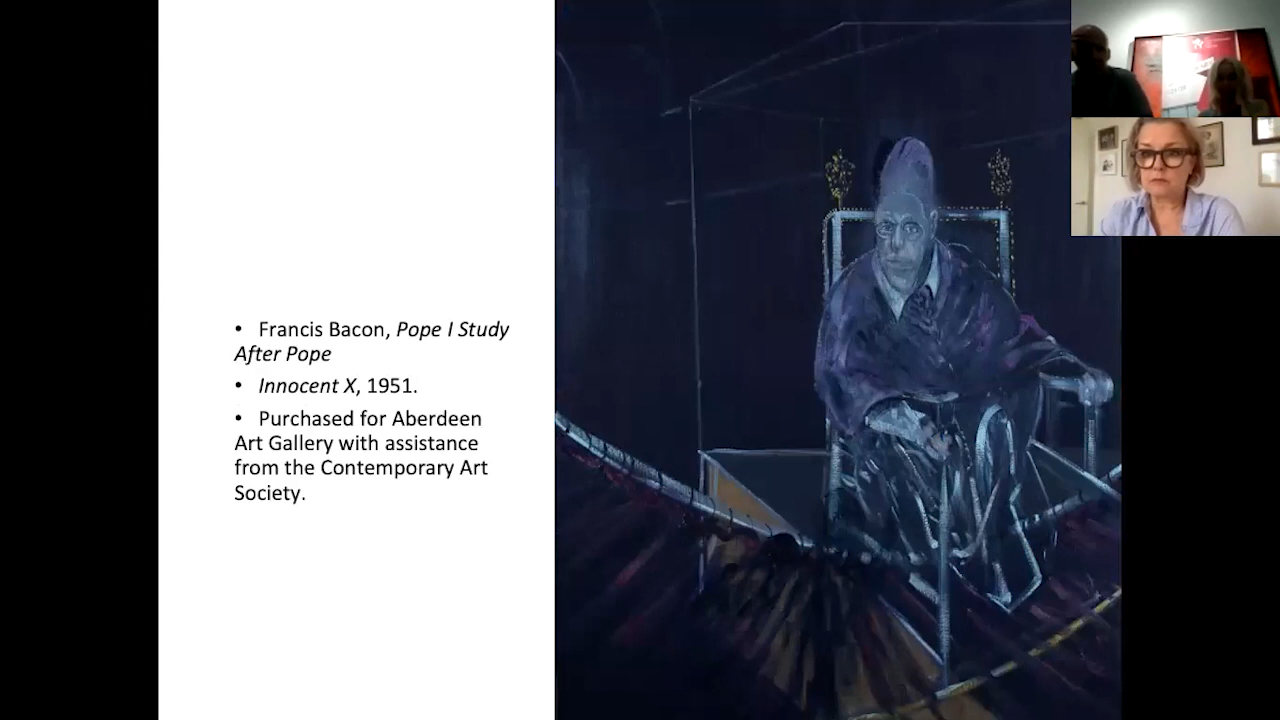 • Francis Bacon, Pope I Study
After Pope
• Innocent X, 1951.
• Purchased for Aberdeen
Art Gallery with assistance
from the Contemporary Art
Society.